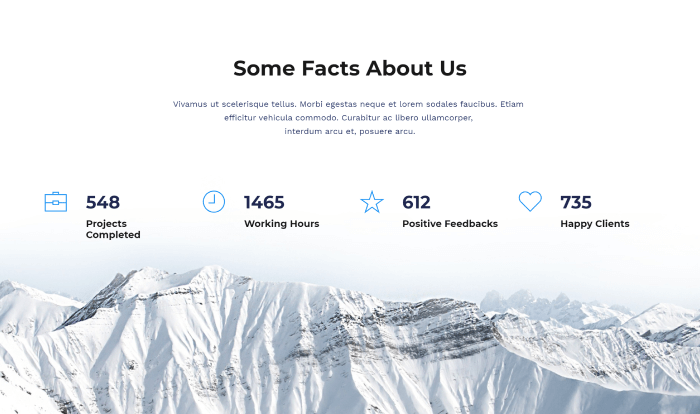 Some Facts About Us
Vivamus ut scelerisque tellus. Morbi egestas neque et lorem sodales faucibus. Etiam
efficitur vehicula commodo. Curabitur ac libero ullamcorper,
interdum arcu et, posuere arcu.
548
Projects
Completed
1465
Working Hours
612
Positive Feedbacks
735
Happy Clients